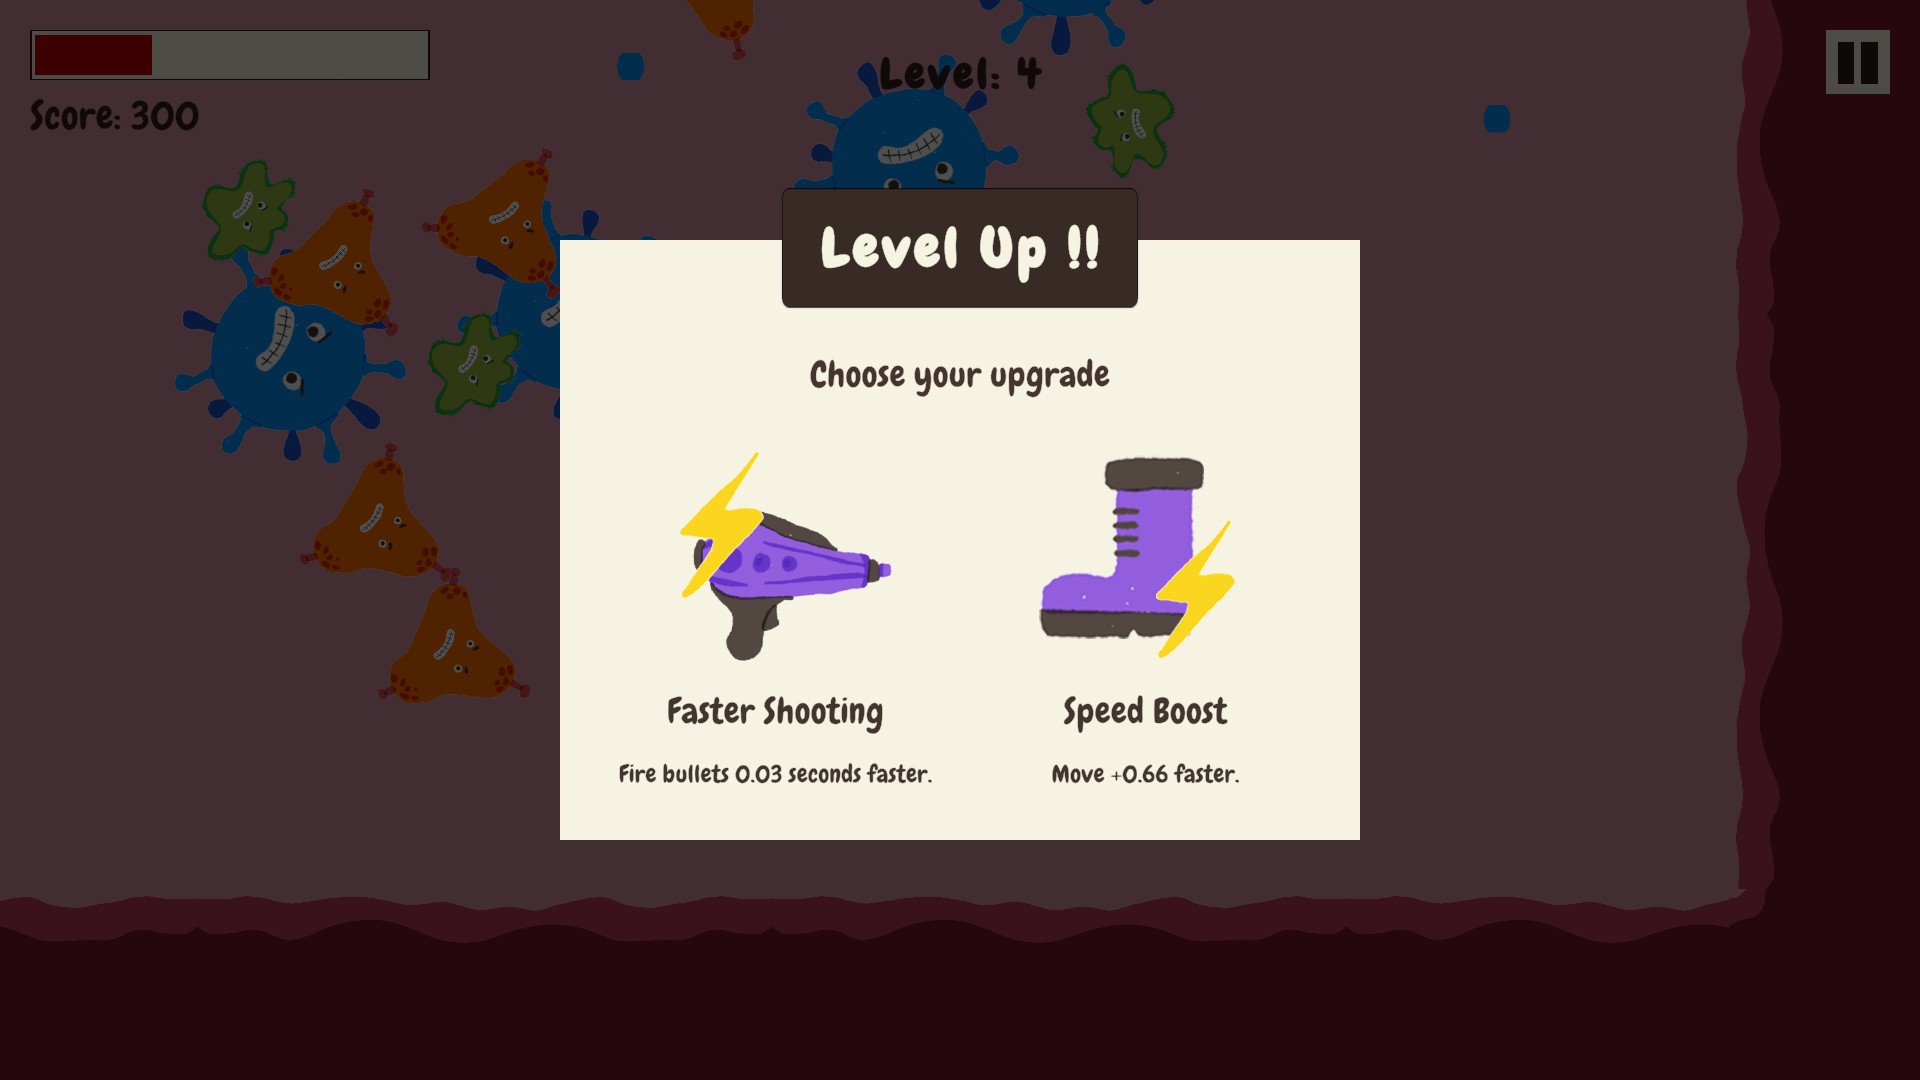 Level: 4
Score: 300
Level Up !!
Choose your upgrade
Faster Shooting
Speed Boost
Fire bullets 0.03 seconds faster.
Move +0.66 faster.